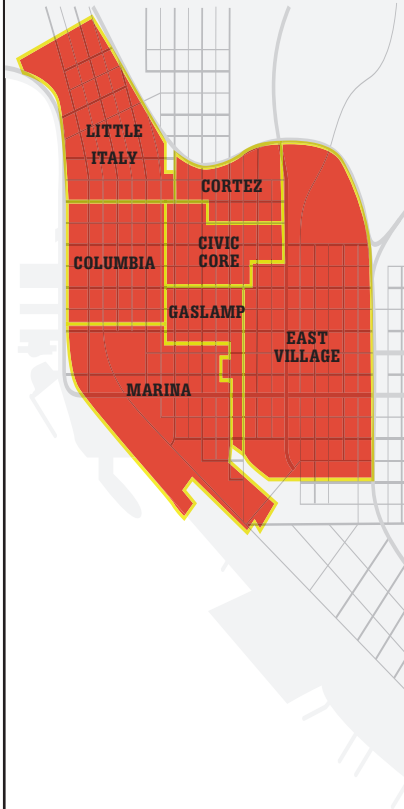 LITTLE
ITALY
CORTEZ
CIVIC
CORE
COLUMBIA
GASLAMP
EAST
VILLAGE
MARINA